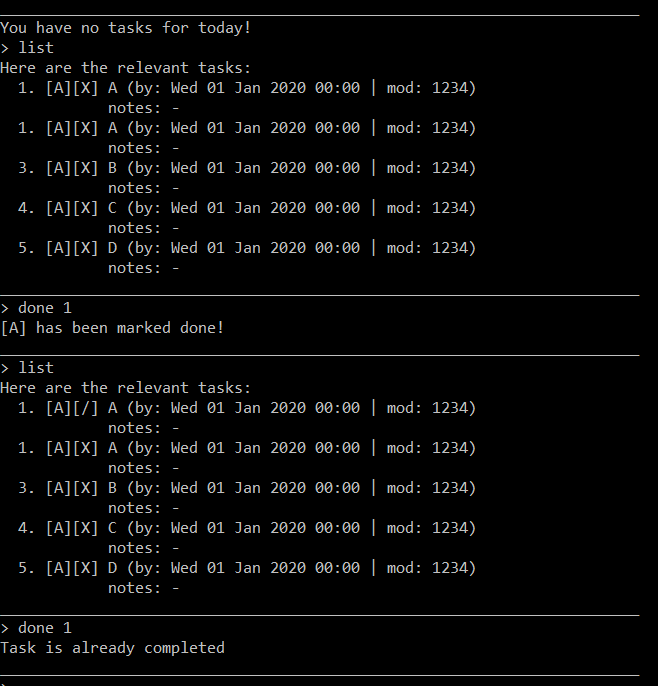 You have no tasks for today!
> list
Here are the relevant tasks:
1. [A][X] A (by: Wed 01 Jan 2020 00:00 | mod: 1234)
notes: -
1. [A][X] A (by: Wed 01 Jan 2020 00:00 | mod: 1234)
notes: -
3. [A][X] B (by: Wed 01 Jan 2020 00:00 | mod: 1234)
notes: -
4. [A][X] C (by: Wed 01 Jan 2020 00:00 | mod: 1234)
notes: -
5. [A][X] D (by: Wed 01 Jan 2020 00:00 | mod: 1234)
notes: -
> done 1
[A] has been marked done!
> list
Here are the relevant tasks:
1. [A][/] A (by: Wed 01 Jan 2020 00:00 | mod: 1234)
notes: -
1. [A][X] A (by: Wed 01 Jan 2020 00:00 | mod: 1234)
notes: -
3. [A][X] B (by: Wed 01 Jan 2020 00:00 | mod: 1234)
notes: -
4. [A][X] C (by: Wed 01 Jan 2020 00:00 | mod: 1234)
notes: -
5. [A][X] D (by: Wed 01 Jan 2020 00:00 | mod: 1234)
notes: -
> done 1
Task is already completed